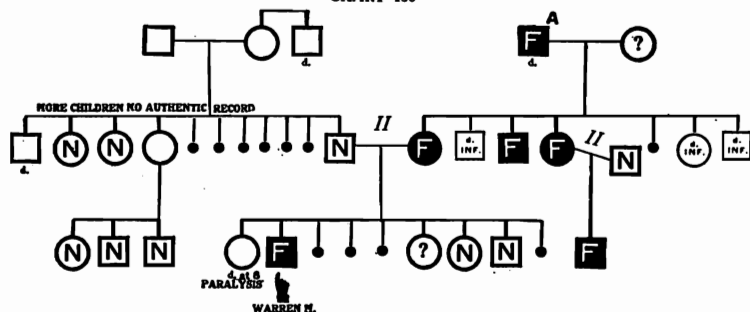 A
F ?
d. d.
MORE CHILDREN NO AUTHENTIC RECORD
N N N II F d. INF. F F II N d. INF. d. INF.
d.
N N N F ? N N F
d. at 8
PARALYSIS
WARREN M.